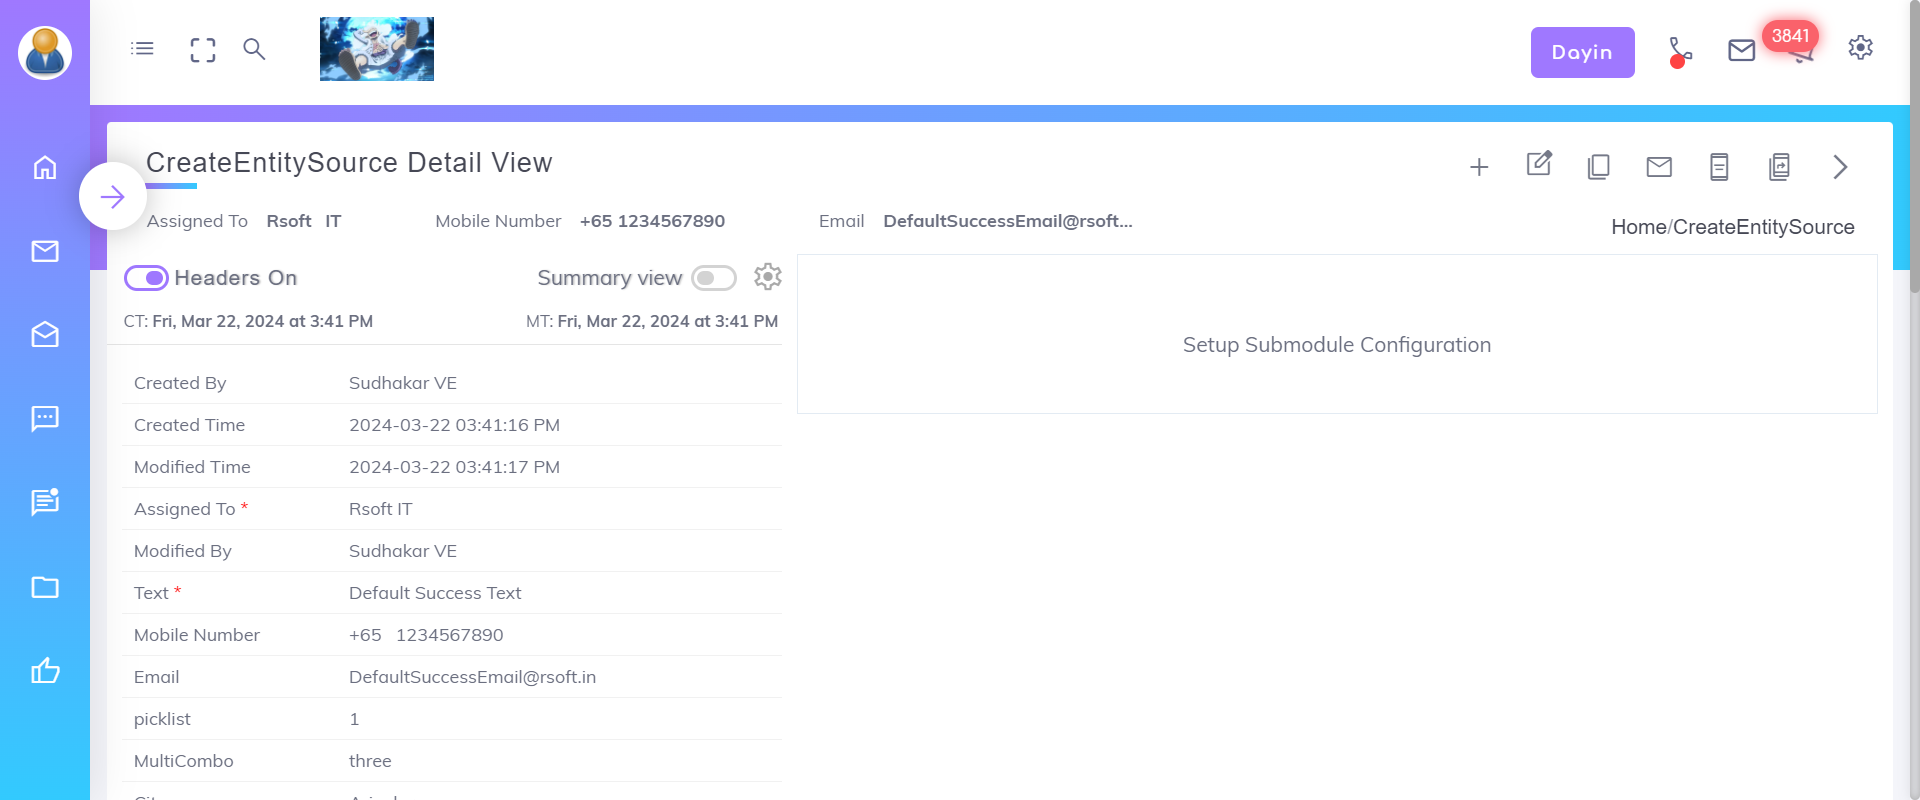 Dayin
3841
CreateEntitySource Detail View
Assigned To Rsoft IT Mobile Number +65 1234567890 Email DefaultSuccessEmail@rsoft...
Home/CreateEntitySource
Headers On Summary view
CT: Fri, Mar 22, 2024 at 3:41 PM MT: Fri, Mar 22, 2024 at 3:41 PM
Setup Submodule Configuration
Created By Sudhakar VE
Created Time 2024-03-22 03:41:16 PM
Modified Time 2024-03-22 03:41:17 PM
Assigned To * Rsoft IT
Modified By Sudhakar VE
Text * Default Success Text
Mobile Number +65 1234567890
Email DefaultSuccessEmail@rsoft.in
picklist 1
MultiCombo three